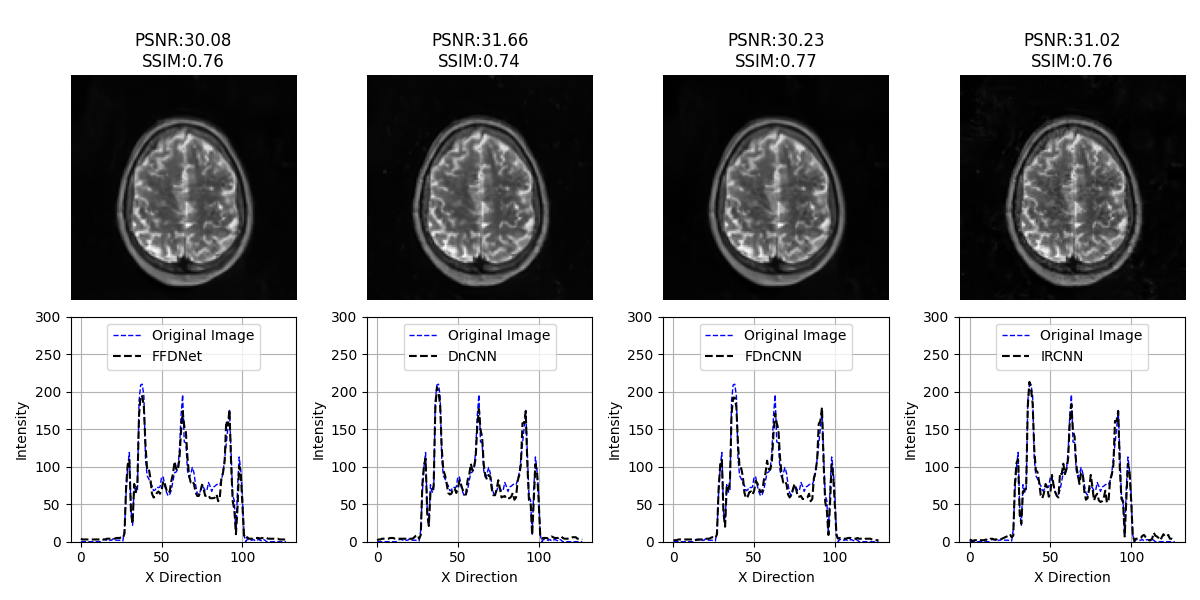 PSNR:30.08
SSIM:0.76
PSNR:31.66
SSIM:0.74
PSNR:30.23
SSIM:0.77
PSNR:31.02
SSIM:0.76
300
250
200
150
100
50
0
Intensity
Original Image
FFDNet
0
50
100
X Direction
300
250
200
150
100
50
0
Intensity
Original Image
DnCNN
0
50
100
X Direction
300
250
200
150
100
50
0
Intensity
Original Image
FDnCNN
0
50
100
X Direction
300
250
200
150
100
50
0
Intensity
Original Image
IRCNN
0
50
100
X Direction